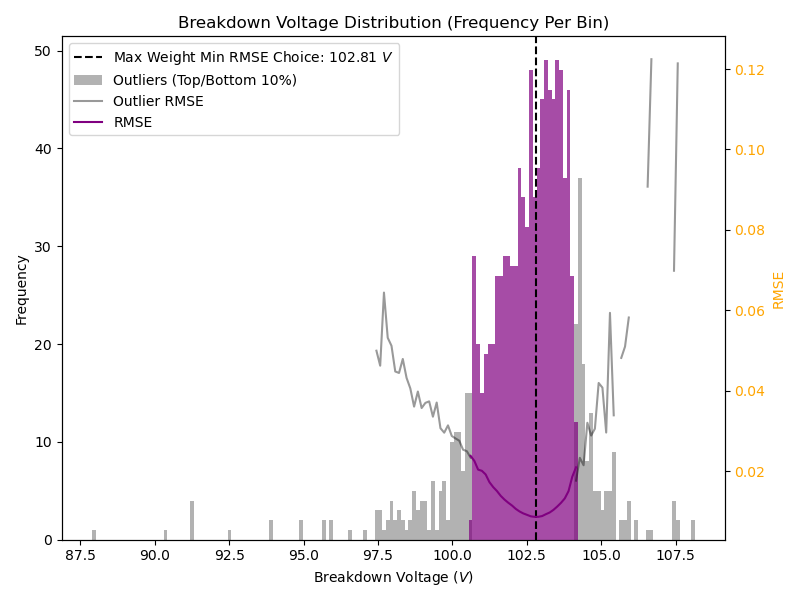 Breakdown Voltage Distribution (Frequency Per Bin)
Max Weight Min RMSE Choice: 102.81 V
Outliers (Top/Bottom 10%)
Outlier RMSE
RMSE
50
40
30
20
10
0
Frequency
0.12
0.10
0.08
0.06
0.04
0.02
RMSE
87.5 90.0 92.5 95.0 97.5 100.0 102.5 105.0 107.5
Breakdown Voltage (V)